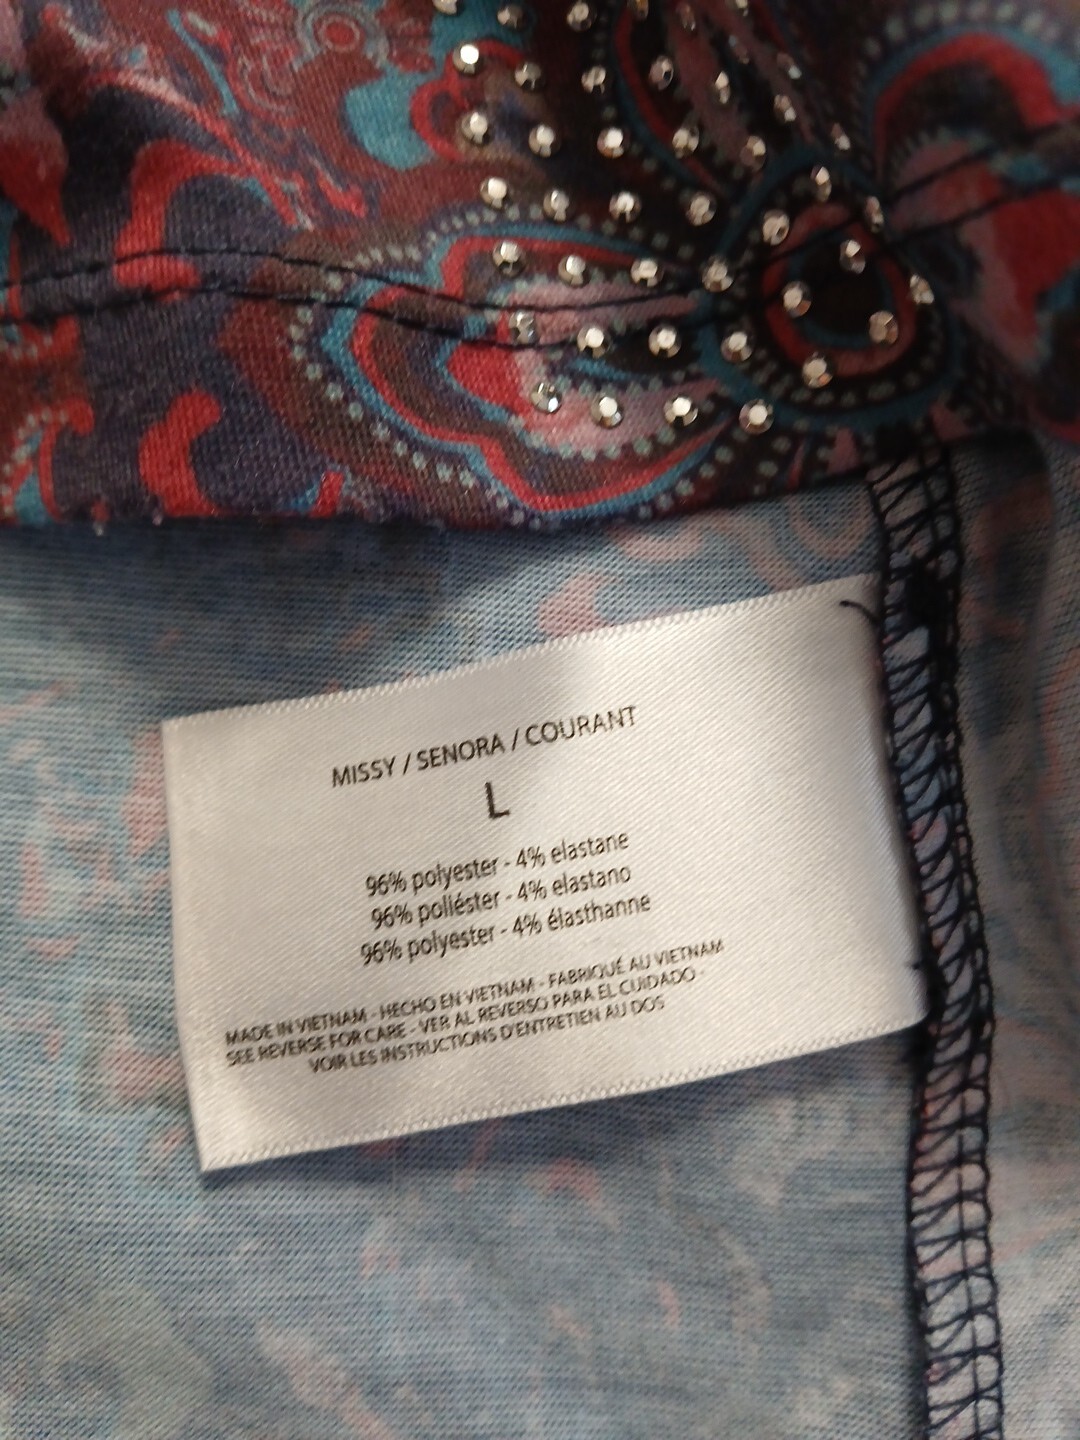 MISSY / SENORA / COURANT
L
96% polyester - 4% elastane
96% poliéster - 4% elastano
96% polyester - 4% élasthanne
MADE IN VIETNAM - HECHO EN VIETNAM - FABRIQUÉ AU VIETNAM
SEE REVERSE FOR CARE - VER AL REVERSO PARA EL CUIDADO -
VOIR LES INSTRUCTIONS D'ENTRETIEN AU DOS